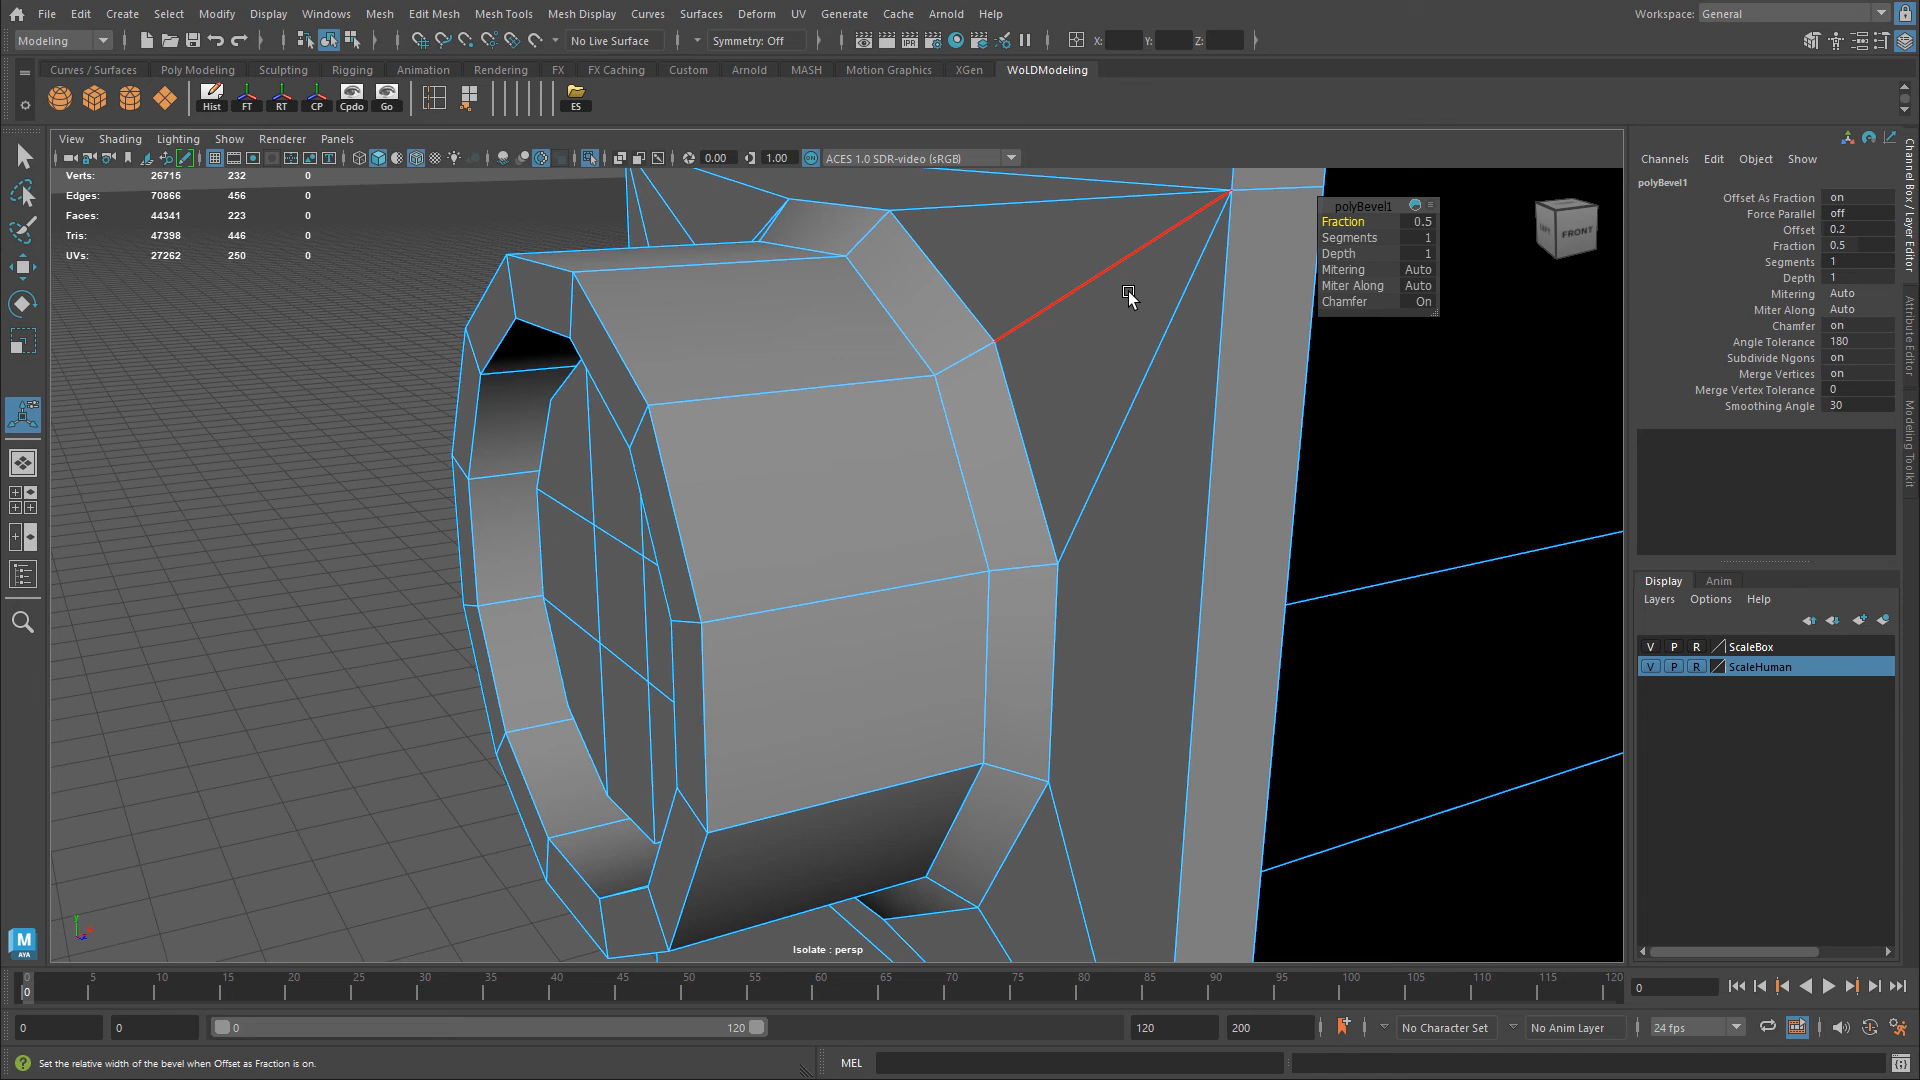 File Edit Create Select Modify Display Windows Mesh Edit Mesh Mesh Tools Mesh Display Curves Surfaces Deform UV Generate Cache Arnold Help
Workspace: General
Modeling No Live Surface Symmetry: Off IPR X: Y: Z:
Curves / Surfaces Poly Modeling Sculpting Rigging Animation Rendering FX FX Caching Custom Arnold MASH Motion Graphics XGen WoLDModeling
Hist FT RT CP Cpdo Go ES
View Shading Lighting Show Renderer Panels
0.00 1.00 ON ACES 1.0 SDR-video (sRGB)
Verts: 26715 232 0
Edges: 70866 456 0
Faces: 44341 223 0
Tris: 47398 446 0
UVs: 27262 250 0
polyBevel1
Fraction 0.5
Segments 1
Depth 1
Mitering Auto
Miter Along Auto
Chamfer On
LEFT FRONT
Isolate : persp
y
M
AYA
Channels Edit Object Show
polyBevel1
Offset As Fraction on
Force Parallel off
Offset 0.2
Fraction 0.5
Segments 1
Depth 1
Mitering Auto
Miter Along Auto
Chamfer on
Angle Tolerance 180
Subdivide Ngons on
Merge Vertices on
Merge Vertex Tolerance 0
Smoothing Angle 30
Channel Box / Layer Editor
Attribute Editor
Modeling Toolkit
Display Anim
Layers Options Help
V P R ScaleBox
V P R ScaleHuman
0 5 10 15 20 25 30 35 40 45 50 55 60 65 70 75 80 85 90 95 100 105 110 115 120
0
0
0 0 0 120 120 200 No Character Set No Anim Layer 24 fps
Set the relative width of the bevel when Offset as Fraction is on.
MEL